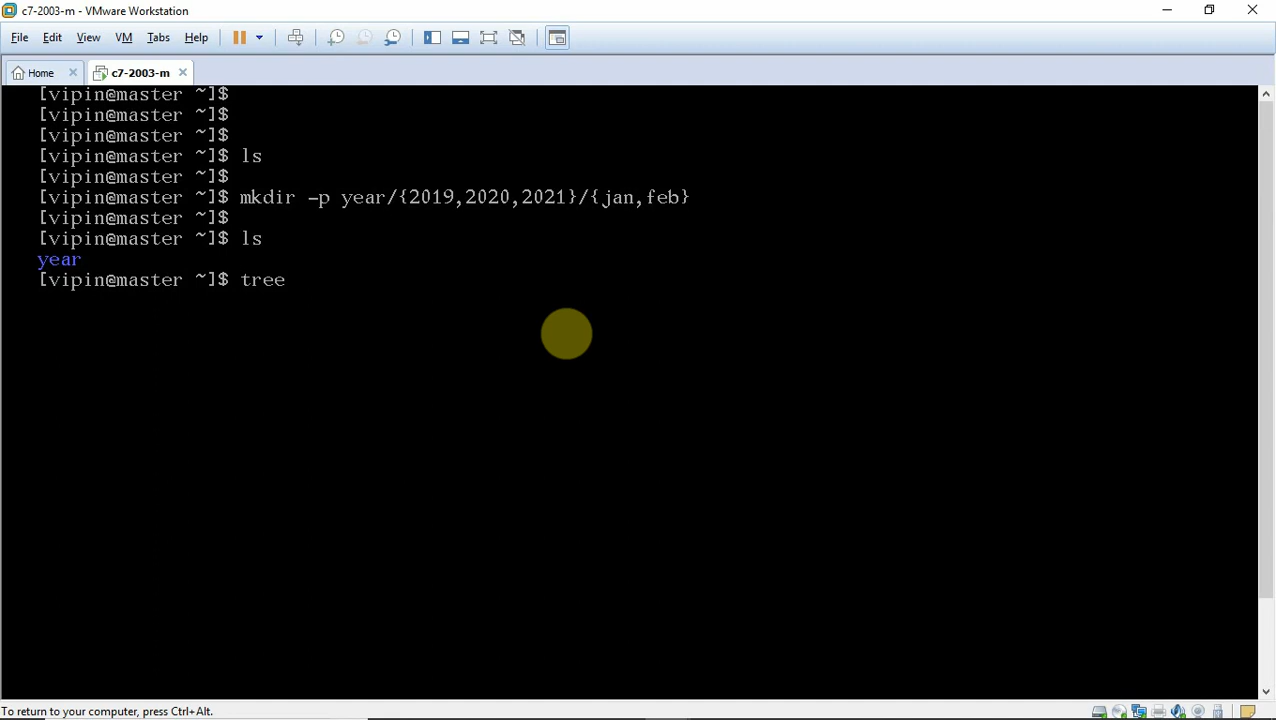 c7-2003-m - VMware Workstation
File Edit View VM Tabs Help
Home c7-2003-m
[vipin@master ~]$
[vipin@master ~]$
[vipin@master ~]$
[vipin@master ~]$ ls
[vipin@master ~]$
[vipin@master ~]$ mkdir -p year/{2019,2020,2021}/{jan,feb}
[vipin@master ~]$
[vipin@master ~]$ ls
year
[vipin@master ~]$ tree
To return to your computer, press Ctrl+Alt.